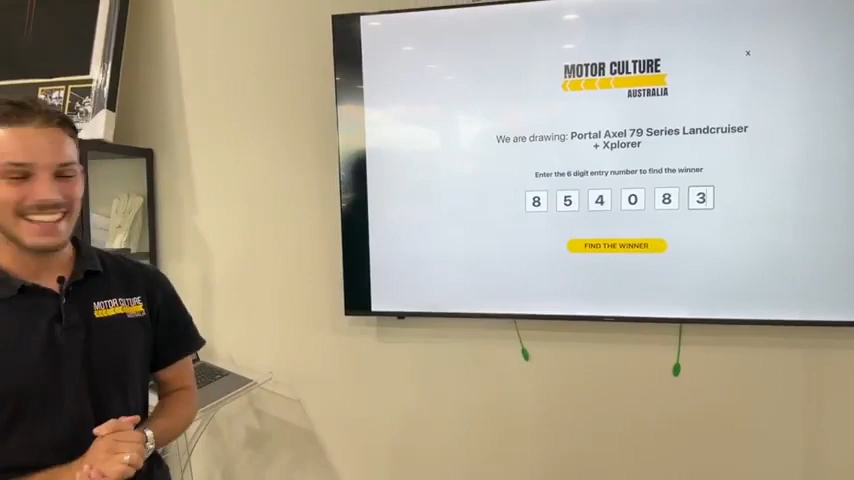 MOTOR CULTURE
AUSTRALIA
x
We are drawing: Portal Axel 79 Series Landcruiser
+ Xplorer
Enter the 6 digit entry number to find the winner
8 5 4 0 8 3
FIND THE WINNER
MOTOR CULTURE
AUSTRALIA